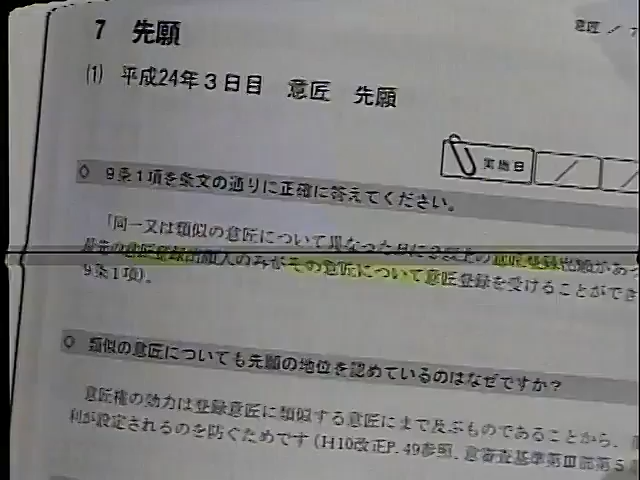 意匠 / 7
7 先願
(1) 平成24年3日目 意匠 先願
実施日
◇ 9条1項を条文の通りに正確に答えてください。
「同一又は類似の意匠について異なった日に2以上の意匠登録出願があっ
最先の意匠登録出願人のみがその意匠について意匠登録を受けることができ
9条1項)。
◇ 類似の意匠についても先願の地位を認めているのはなぜですか?
意匠権の効力は登録意匠に類似する意匠にまで及ぶものであることから、
利が設定されるのを防ぐためです(H10改正P.49参照、意審査基準第Ⅲ部第5